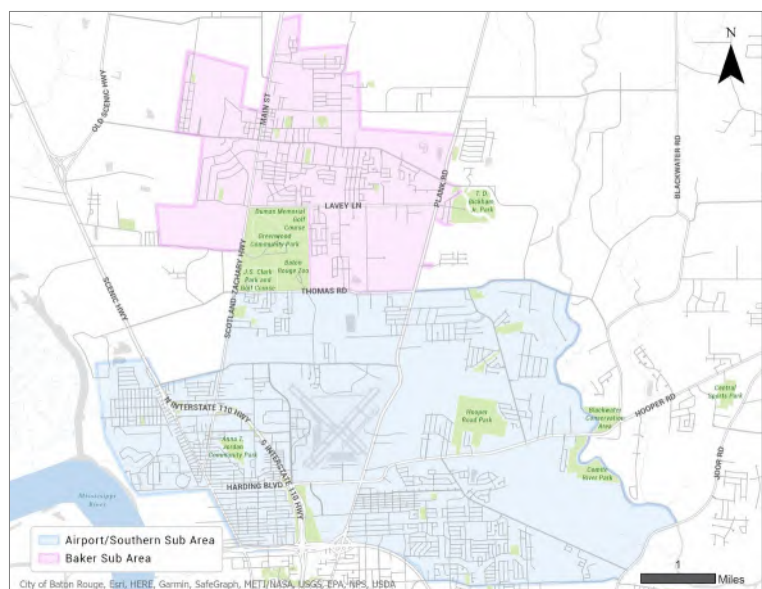 N
OLD SCENIC HWY
MAIN ST
BLACKWATER RD
PLANK RD
LAVEY LN
Dumas Memorial
Golf
Course
Greenwood
Community Park
J.S. Clark
Park and
Golf Course
Baton
Rouge Zoo
THOMAS RD
SCOTLAND-ZACHARY HWY
SCENIC HWY
N INTERSTATE 110 HWY
S INTERSTATE 110 HWY
Hooper
Road Park
Blackwater
Conservation
Area
HOOPER RD
Central
Sports Park
JOOR RD
Comite
River Park
Anna T.
Jordan
Community Park
HARDING BLVD
Mississippi
River
Airport/Southern Sub Area
Baker Sub Area
1
Miles
City of Baton Rouge, Esri, HERE, Garmin, SafeGraph, METI/NASA, USGS, EPA, NPS, USDA